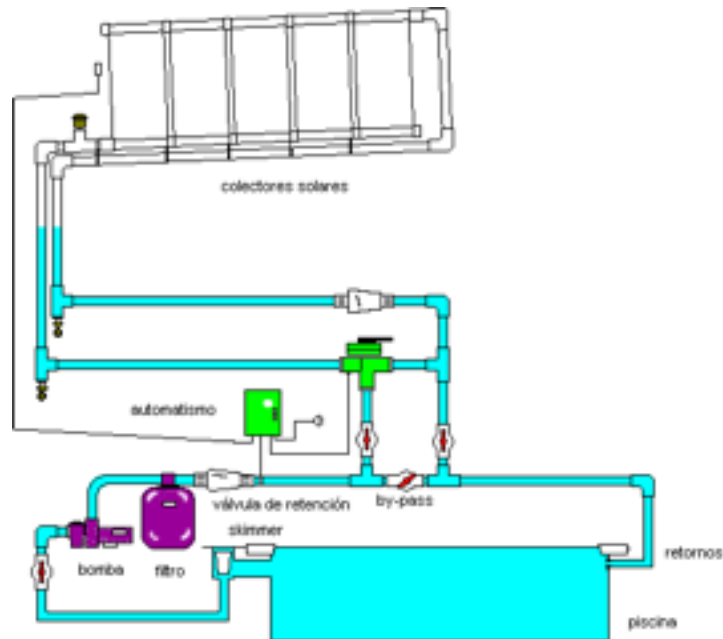 colectores solares
automatismo
válvula de retención
by-pass
skimmer
bomba
filtro
retornos
piscina